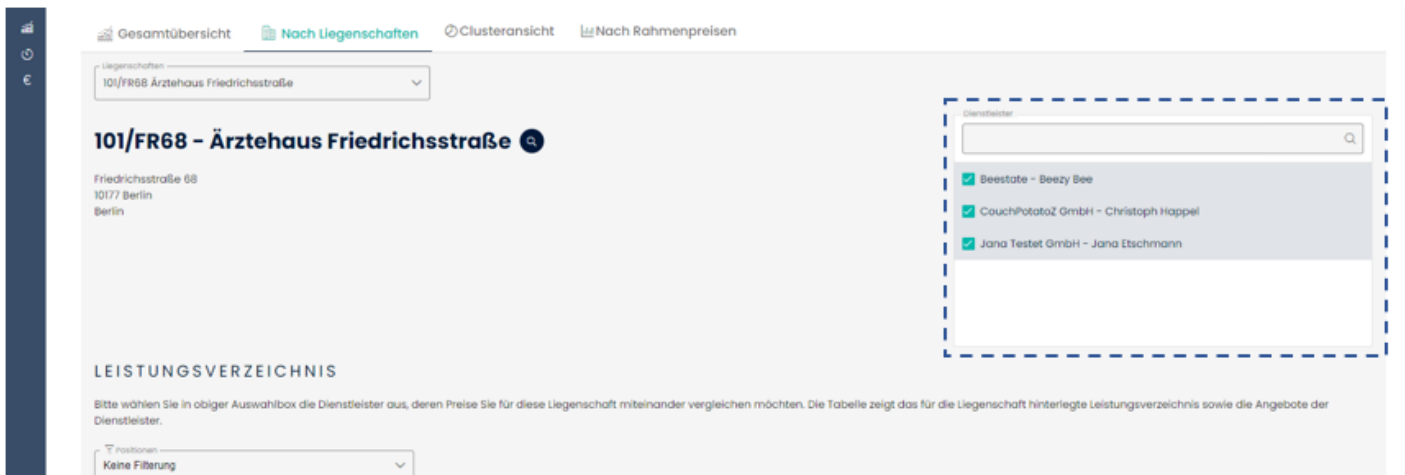 Gesamtübersicht Nach Liegenschaften Clusteransicht Nach Rahmenpreisen
€
Liegenschaften
101/FR68 Ärztehaus Friedrichsstraße
Dienstleister
101/FR68 - Ärztehaus Friedrichsstraße
Friedrichsstraße 68
10177 Berlin
Berlin
Beestate - Beezy Bee
CouchPotatoZ GmbH - Christoph Happel
Jana Testet GmbH - Jana Etschmann
LEISTUNGSVERZEICHNIS
Bitte wählen Sie in obiger Auswahlbox die Dienstleister aus, deren Preise Sie für diese Liegenschaft miteinander vergleichen möchten. Die Tabelle zeigt das für die Liegenschaft hinterlegte Leistungsverzeichnis sowie die Angebote der
Dienstleister.
Positionen
Keine Filterung